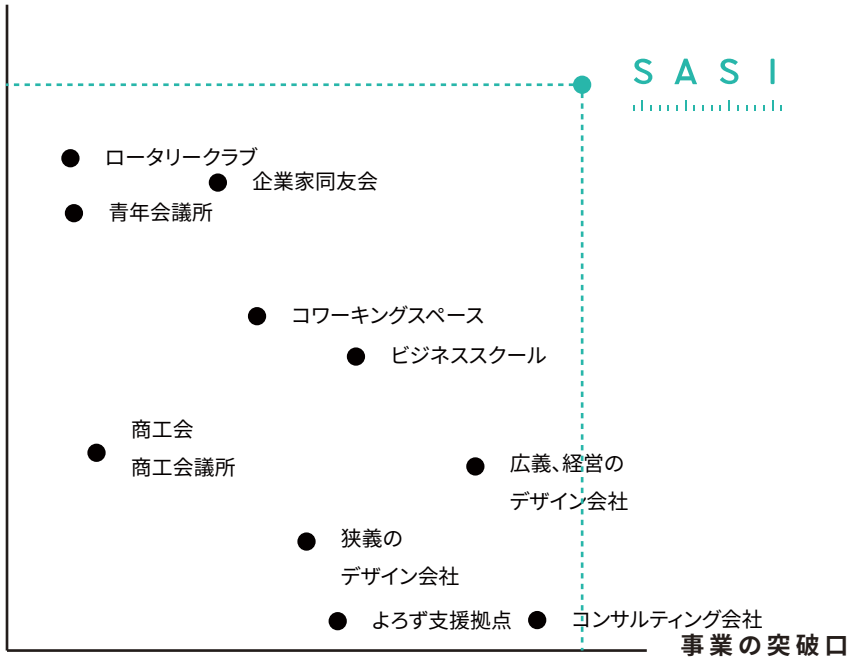 SASI
ロータリークラブ
企業家同友会
青年会議所
コワーキングスペース
ビジネススクール
商工会
商工会議所
広義、経営の
デザイン会社
狭義の
デザイン会社
よろず支援拠点
コンサルティング会社
事業の突破口